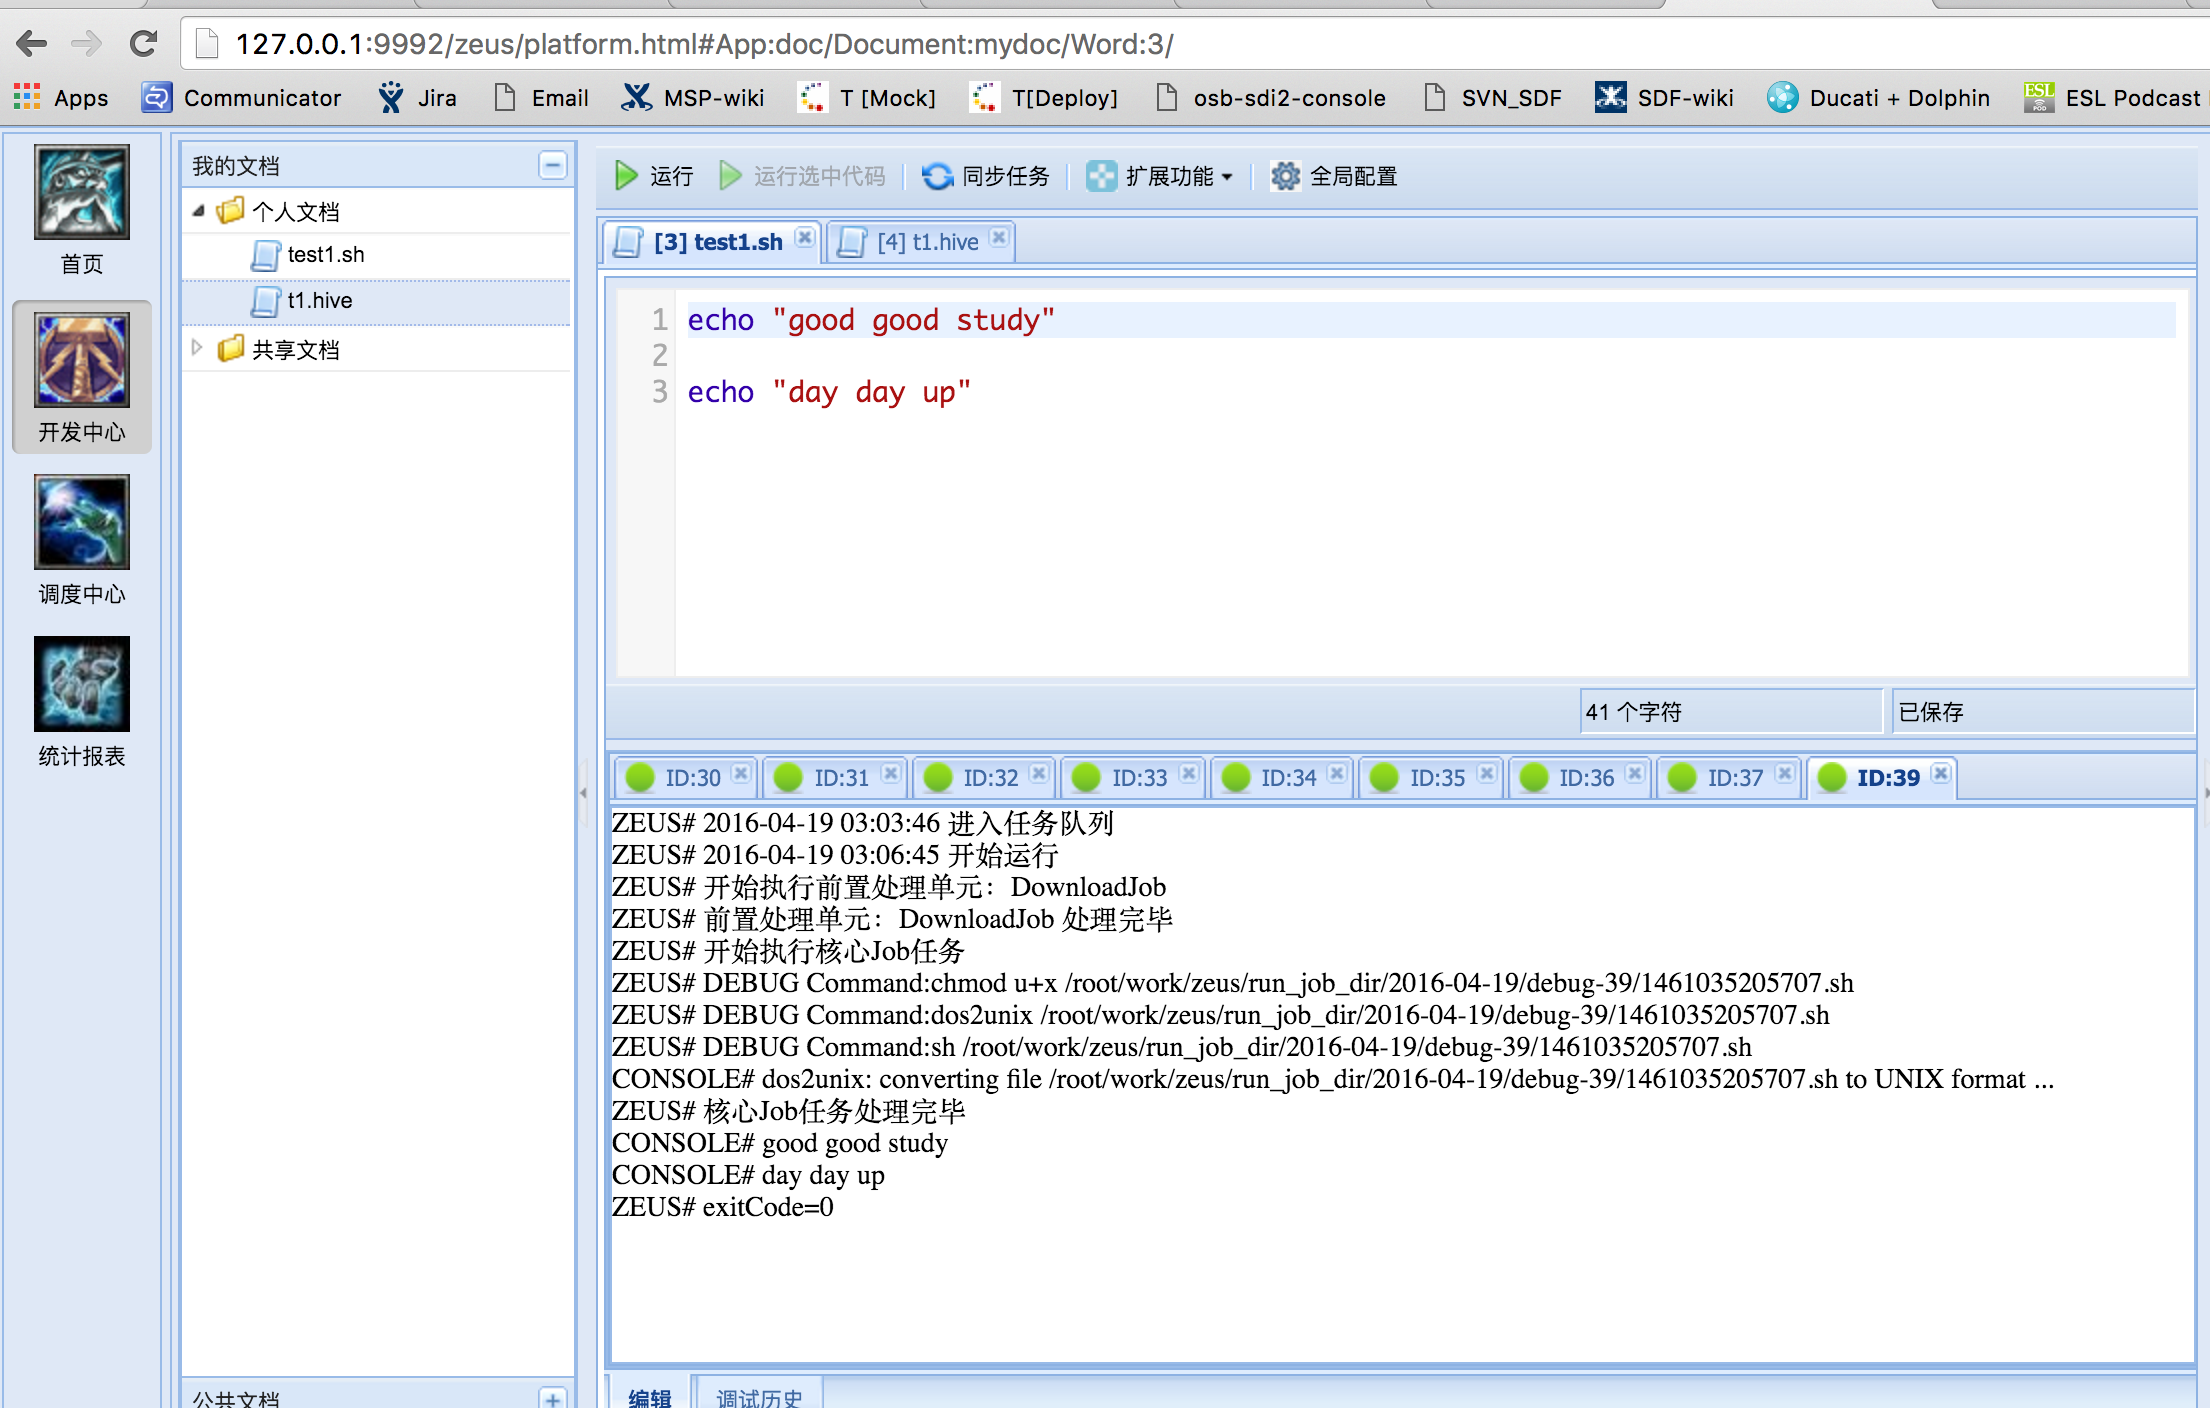 127.0.0.1:9992/zeus/platform.html#App:doc/Document:mydoc/Word:3/
Apps Communicator Jira Email MSP-wiki T [Mock] T[Deploy] osb-sdi2-console SVN_SDF SDF-wiki Ducati + Dolphin ESL Podcast
首页
开发中心
调度中心
统计报表
我的文档
个人文档
test1.sh
t1.hive
共享文档
公共文档
运行 运行选中代码 同步任务 扩展功能 全局配置
[3] test1.sh [4] t1.hive
1 echo "good good study"
2
3 echo "day day up"
41 个字符 已保存
ID:30 ID:31 ID:32 ID:33 ID:34 ID:35 ID:36 ID:37 ID:39
ZEUS# 2016-04-19 03:03:46 进入任务队列
ZEUS# 2016-04-19 03:06:45 开始运行
ZEUS# 开始执行前置处理单元：DownloadJob
ZEUS# 前置处理单元：DownloadJob 处理完毕
ZEUS# 开始执行核心Job任务
ZEUS# DEBUG Command:chmod u+x /root/work/zeus/run_job_dir/2016-04-19/debug-39/1461035205707.sh
ZEUS# DEBUG Command:dos2unix /root/work/zeus/run_job_dir/2016-04-19/debug-39/1461035205707.sh
ZEUS# DEBUG Command:sh /root/work/zeus/run_job_dir/2016-04-19/debug-39/1461035205707.sh
CONSOLE# dos2unix: converting file /root/work/zeus/run_job_dir/2016-04-19/debug-39/1461035205707.sh to UNIX format ...
ZEUS# 核心Job任务处理完毕
CONSOLE# good good study
CONSOLE# day day up
ZEUS# exitCode=0
编辑 调试历史